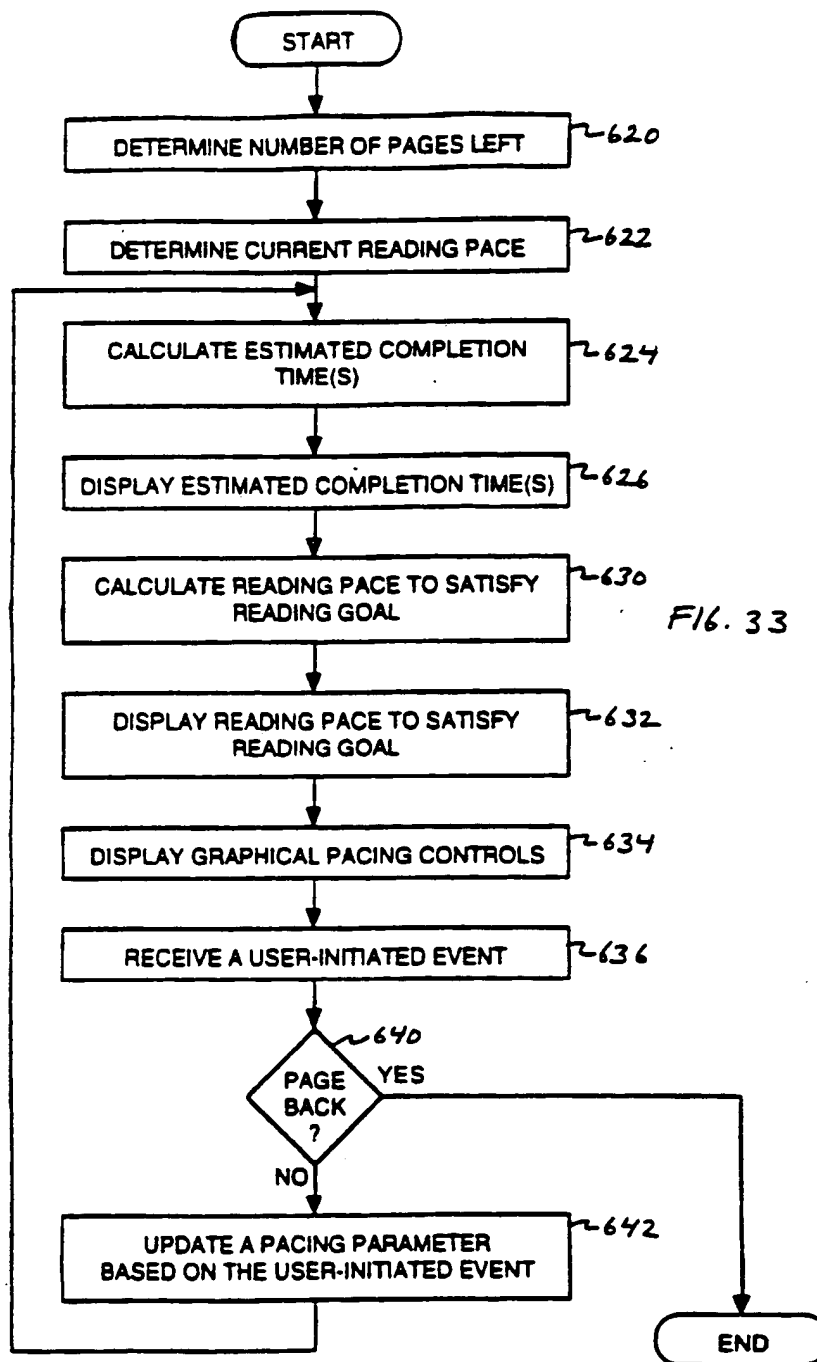 START
DETERMINE NUMBER OF PAGES LEFT
620
DETERMINE CURRENT READING PACE
622
CALCULATE ESTIMATED COMPLETION
TIME(S)
624
DISPLAY ESTIMATED COMPLETION TIME(S)
626
CALCULATE READING PACE TO SATISFY
READING GOAL
630
FIG. 33
DISPLAY READING PACE TO SATISFY
READING GOAL
632
DISPLAY GRAPHICAL PACING CONTROLS
634
RECEIVE A USER-INITIATED EVENT
636
640
PAGE
BACK
?
YES
NO
UPDATE A PACING PARAMETER
BASED ON THE USER-INITIATED EVENT
642
END